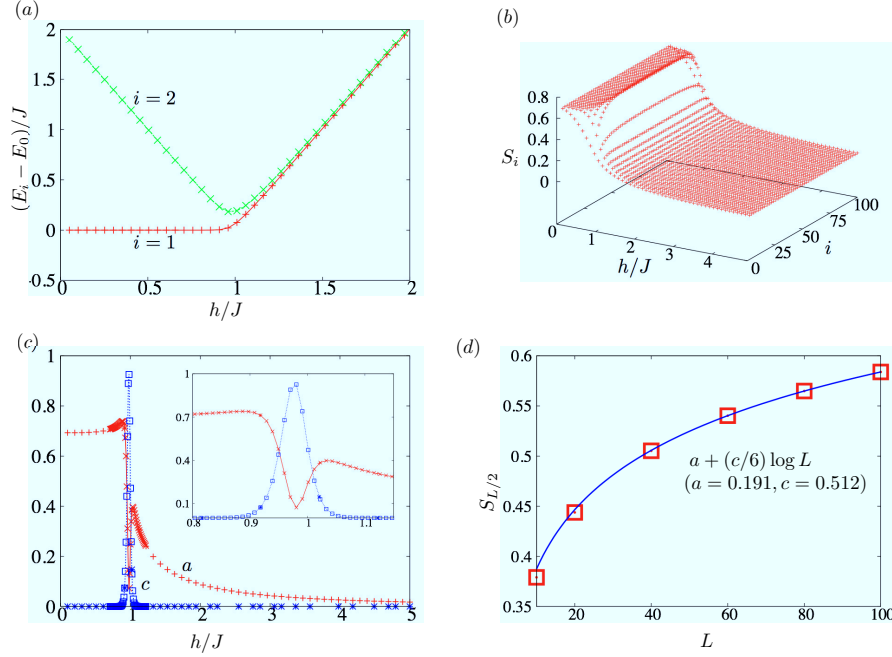 (a)
2
1.5
1
0.5
0
-0.5
(E_i − E_0)/J
i = 2
i = 1
0 0.5 1 1.5 2
h/J
(b)
0.8
0.6
0.4
0.2
0
S_i
0 1 2 3 4
h/J
0 25 50 75 100
i
(c)
1
0.8
0.6
0.4
0.2
0
0.7
0.4
0.1
0.8 0.9 1 1.1
a
c
0 1 2 3 4 5
h/J
(d)
0.6
0.55
0.5
0.45
0.4
0.35
S_{L/2}
a + (c/6) log L
(a = 0.191, c = 0.512)
20 40 60 80 100
L